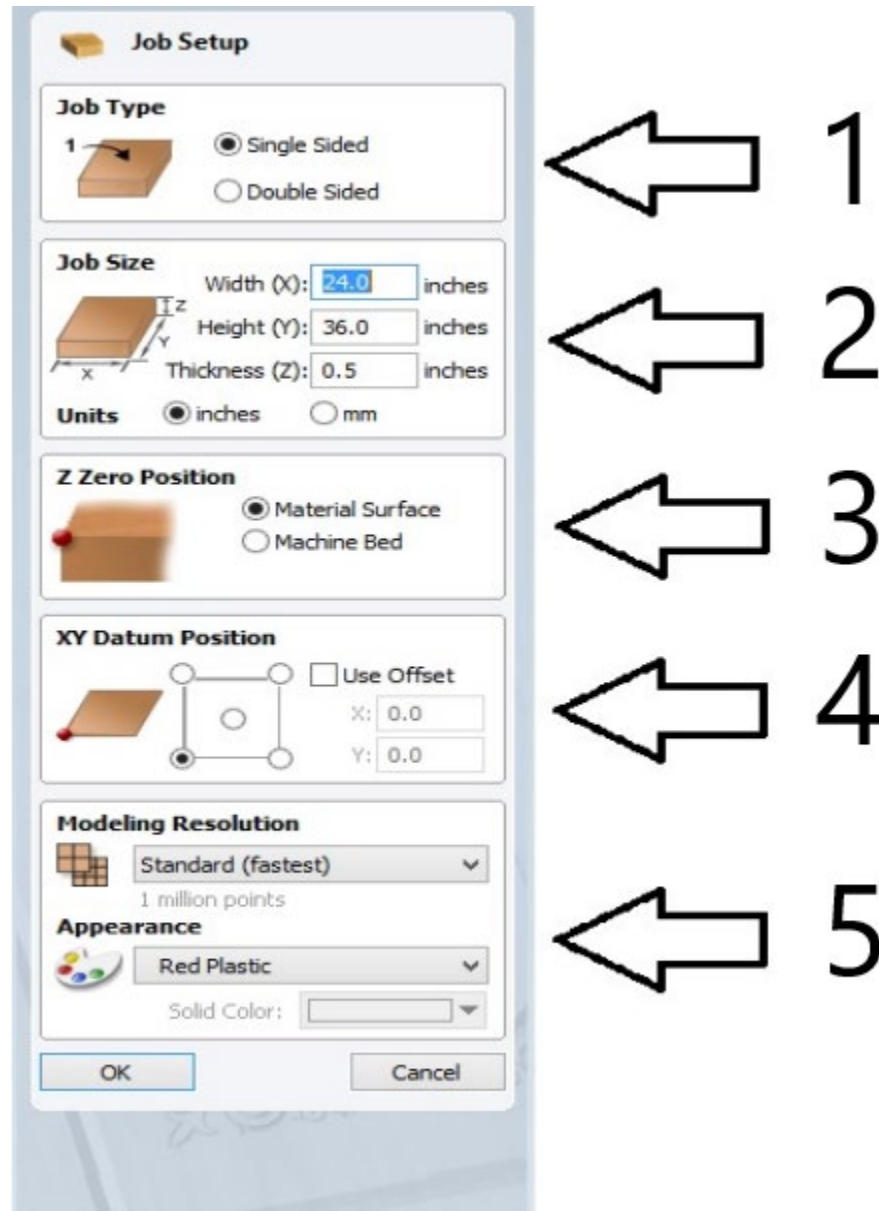 Job Setup
Job Type
1
Single Sided
Double Sided
1
Job Size
Width (X): 24.0 inches
Z
Height (Y): 36.0 inches
Y
X
Thickness (Z): 0.5 inches
Units inches mm
2
Z Zero Position
Material Surface
Machine Bed
3
XY Datum Position
Use Offset
X: 0.0
Y: 0.0
4
Modeling Resolution
Standard (fastest)
1 million points
Appearance
Red Plastic
Solid Color:
5
OK Cancel